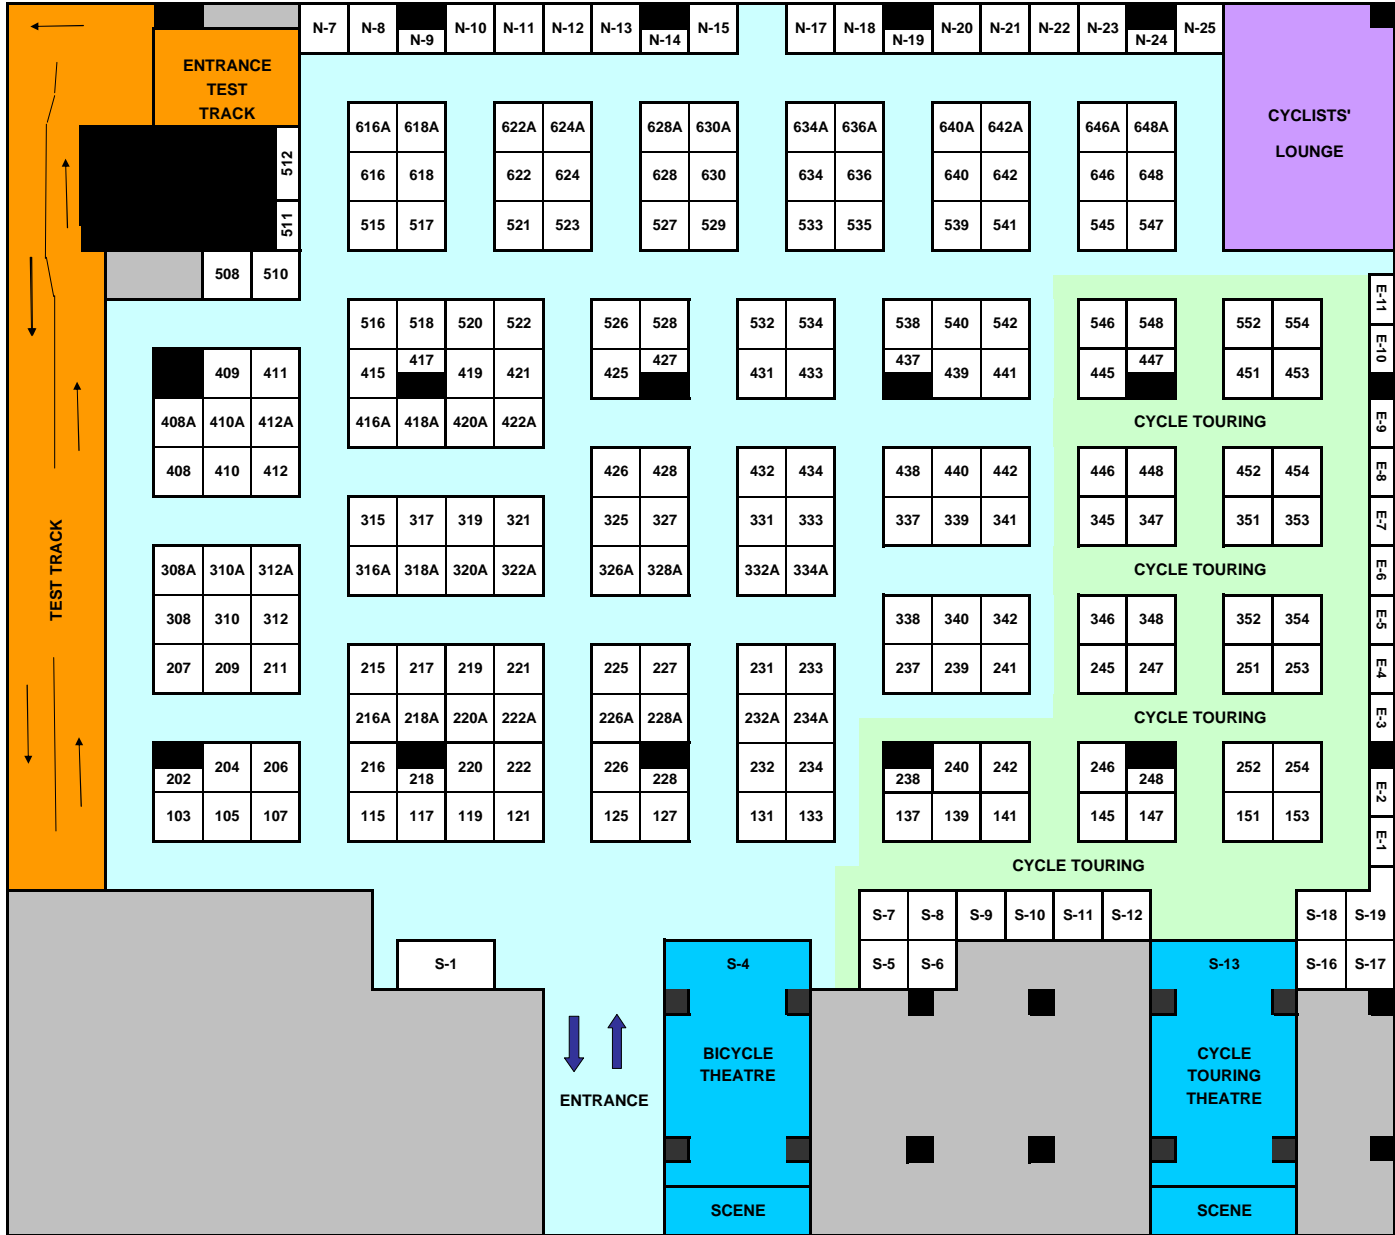 N-7 N-8 N-9 N-10 N-11 N-12 N-13 N-14 N-15 N-17 N-18 N-19 N-20 N-21 N-22 N-23 N-24 N-25
ENTRANCE
TEST
TRACK
CYCLISTS'
LOUNGE
616A 618A 622A 624A 628A 630A 634A 636A 640A 642A 646A 648A
512
616 618 622 624 628 630 634 636 640 642 646 648
511
515 517 521 523 527 529 533 535 539 541 545 547
508 510
E-11
516 518 520 522 526 528 532 534 538 540 542 546 548 552 554
E-10
409 411 415 417 419 421 425 427 431 433 437 439 441 445 447 451 453
408A 410A 412A 416A 418A 420A 422A CYCLE TOURING E-9
408 410 412 426 428 432 434 438 440 442 446 448 452 454 E-8
315 317 319 321 325 327 331 333 337 339 341 345 347 351 353 E-7
TEST TRACK
308A 310A 312A 316A 318A 320A 322A 326A 328A 332A 334A CYCLE TOURING E-6
308 310 312 338 340 342 346 348 352 354 E-5
207 209 211 215 217 219 221 225 227 231 233 237 239 241 245 247 251 253 E-4
216A 218A 220A 222A 226A 228A 232A 234A CYCLE TOURING E-3
202 204 206 216 218 220 222 226 228 232 234 238 240 242 246 248 252 254
E-2
103 105 107 115 117 119 121 125 127 131 133 137 139 141 145 147 151 153
E-1
CYCLE TOURING
S-7 S-8 S-9 S-10 S-11 S-12 S-18 S-19
S-1 S-4 S-5 S-6 S-13 S-16 S-17
BICYCLE
THEATRE
CYCLE
TOURING
THEATRE
ENTRANCE
SCENE SCENE